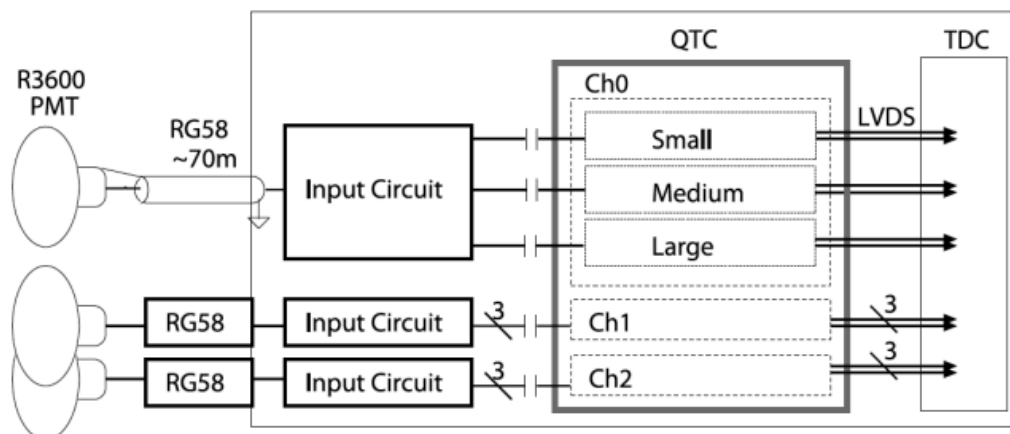 QTC
TDC
R3600
PMT
RG58
~70m
Input Circuit
Ch0
Small
Medium
Large
LVDS
RG58
Input Circuit
3
Ch1
3
RG58
Input Circuit
3
Ch2
3